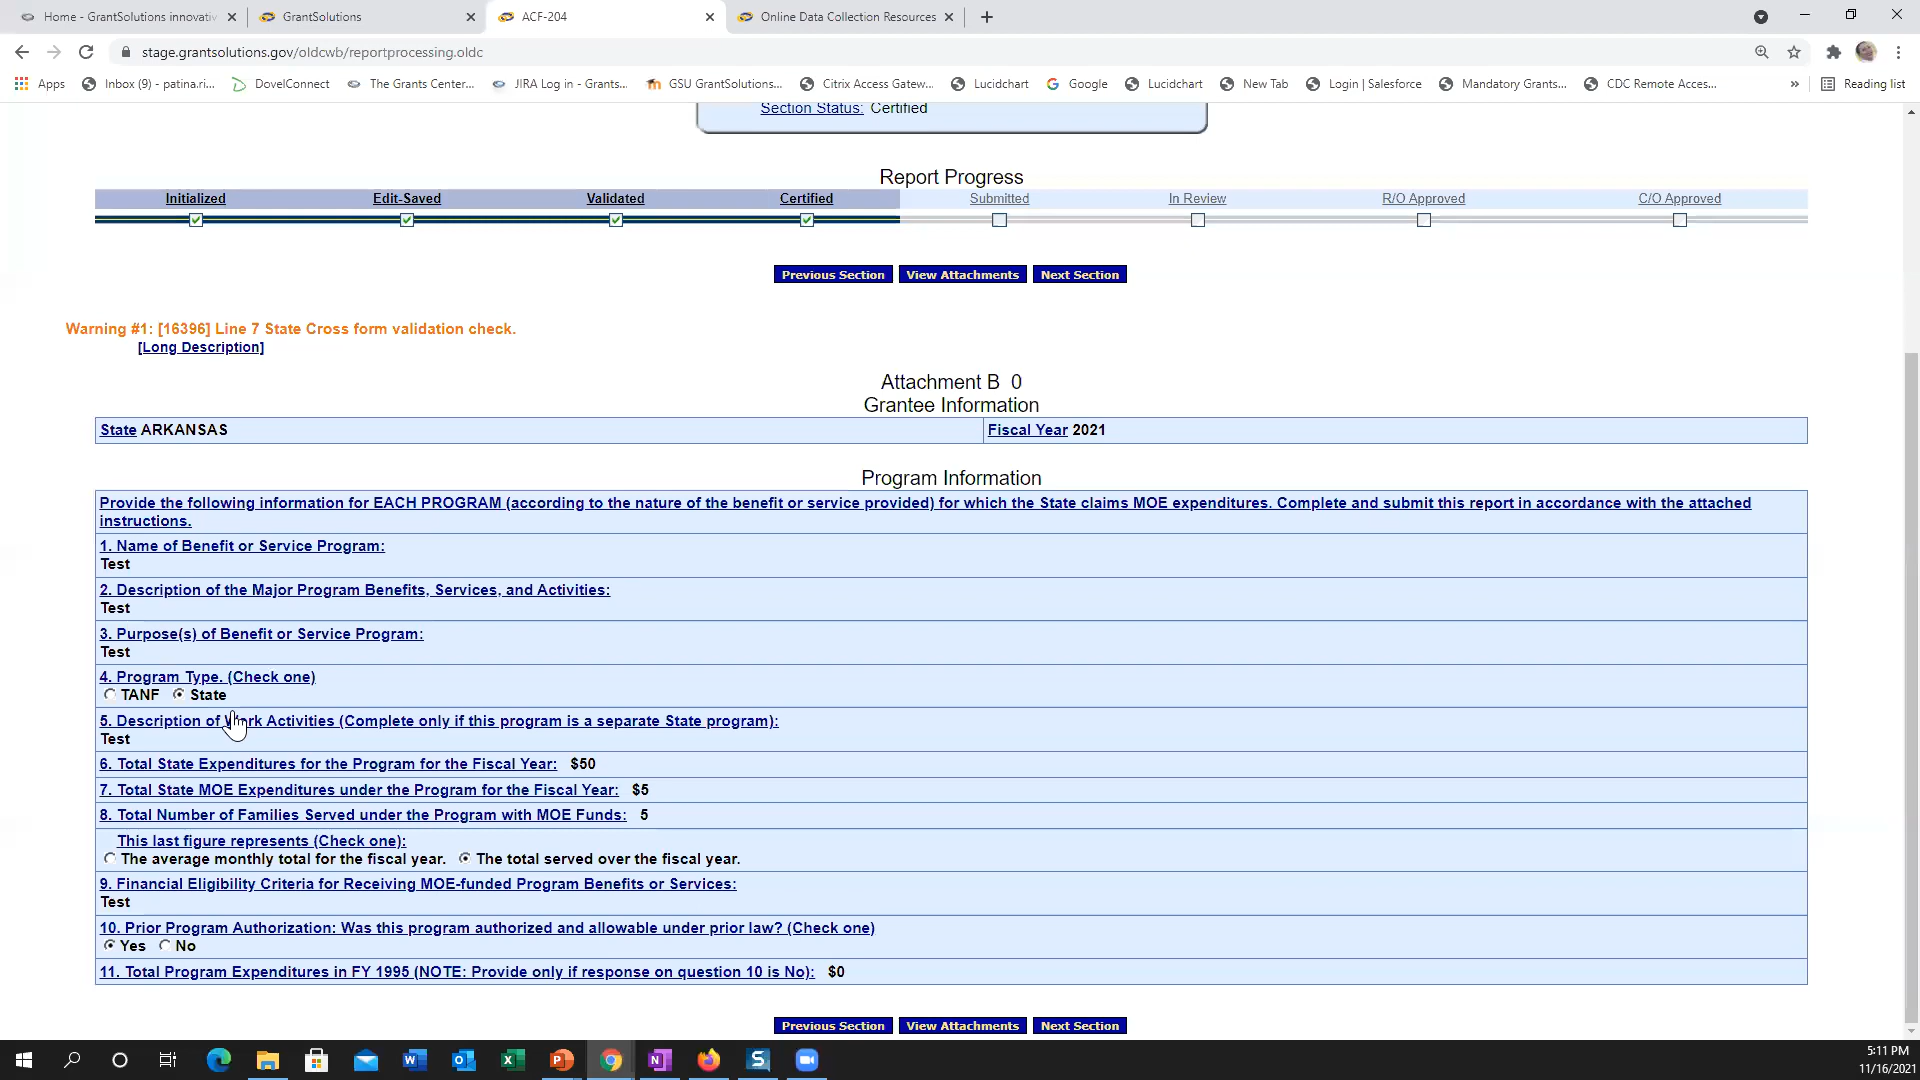 Home - GrantSolutions innovativ
GrantSolutions
ACF-204
Online Data Collection Resources
stage.grantsolutions.gov/oldcwb/reportprocessing.oldc
Apps
Inbox (9) - patina.ri...
DovelConnect
The Grants Center...
JIRA Log in - Grants...
GSU GrantSolutions...
Citrix Access Gatew...
Lucidchart
Google
Lucidchart
New Tab
Login | Salesforce
Mandatory Grants...
CDC Remote Acces...
»
Reading list
Section Status: Certified
Report Progress
Initialized
Edit-Saved
Validated
Certified
Submitted
In Review
R/O Approved
C/O Approved
Previous Section
View Attachments
Next Section
Warning #1: [16396] Line 7 State Cross form validation check.
[Long Description]
Attachment B 0
Grantee Information
State ARKANSAS
Fiscal Year 2021
Program Information
Provide the following information for EACH PROGRAM (according to the nature of the benefit or service provided) for which the State claims MOE expenditures. Complete and submit this report in accordance with the attached
instructions.
1. Name of Benefit or Service Program:
Test
2. Description of the Major Program Benefits, Services, and Activities:
Test
3. Purpose(s) of Benefit or Service Program:
Test
4. Program Type. (Check one)
TANF State
5. Description of Work Activities (Complete only if this program is a separate State program):
Test
6. Total State Expenditures for the Program for the Fiscal Year: $50
7. Total State MOE Expenditures under the Program for the Fiscal Year: $5
8. Total Number of Families Served under the Program with MOE Funds: 5
This last figure represents (Check one):
The average monthly total for the fiscal year. The total served over the fiscal year.
9. Financial Eligibility Criteria for Receiving MOE-funded Program Benefits or Services:
Test
10. Prior Program Authorization: Was this program authorized and allowable under prior law? (Check one)
Yes No
11. Total Program Expenditures in FY 1995 (NOTE: Provide only if response on question 10 is No): $0
Previous Section
View Attachments
Next Section
5:11 PM
11/16/2021